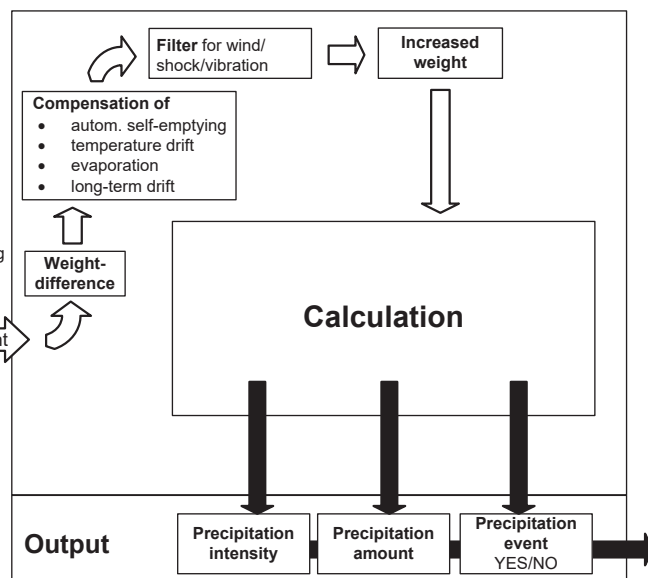 Filter for wind/
shock/vibration
Increased
weight
Compensation of
• autom. self-emptying
• temperature drift
• evaporation
• long-term drift
Weight-
difference
Calculation
Output
Precipitation
intensity
Precipitation
amount
Precipitation
event
YES/NO